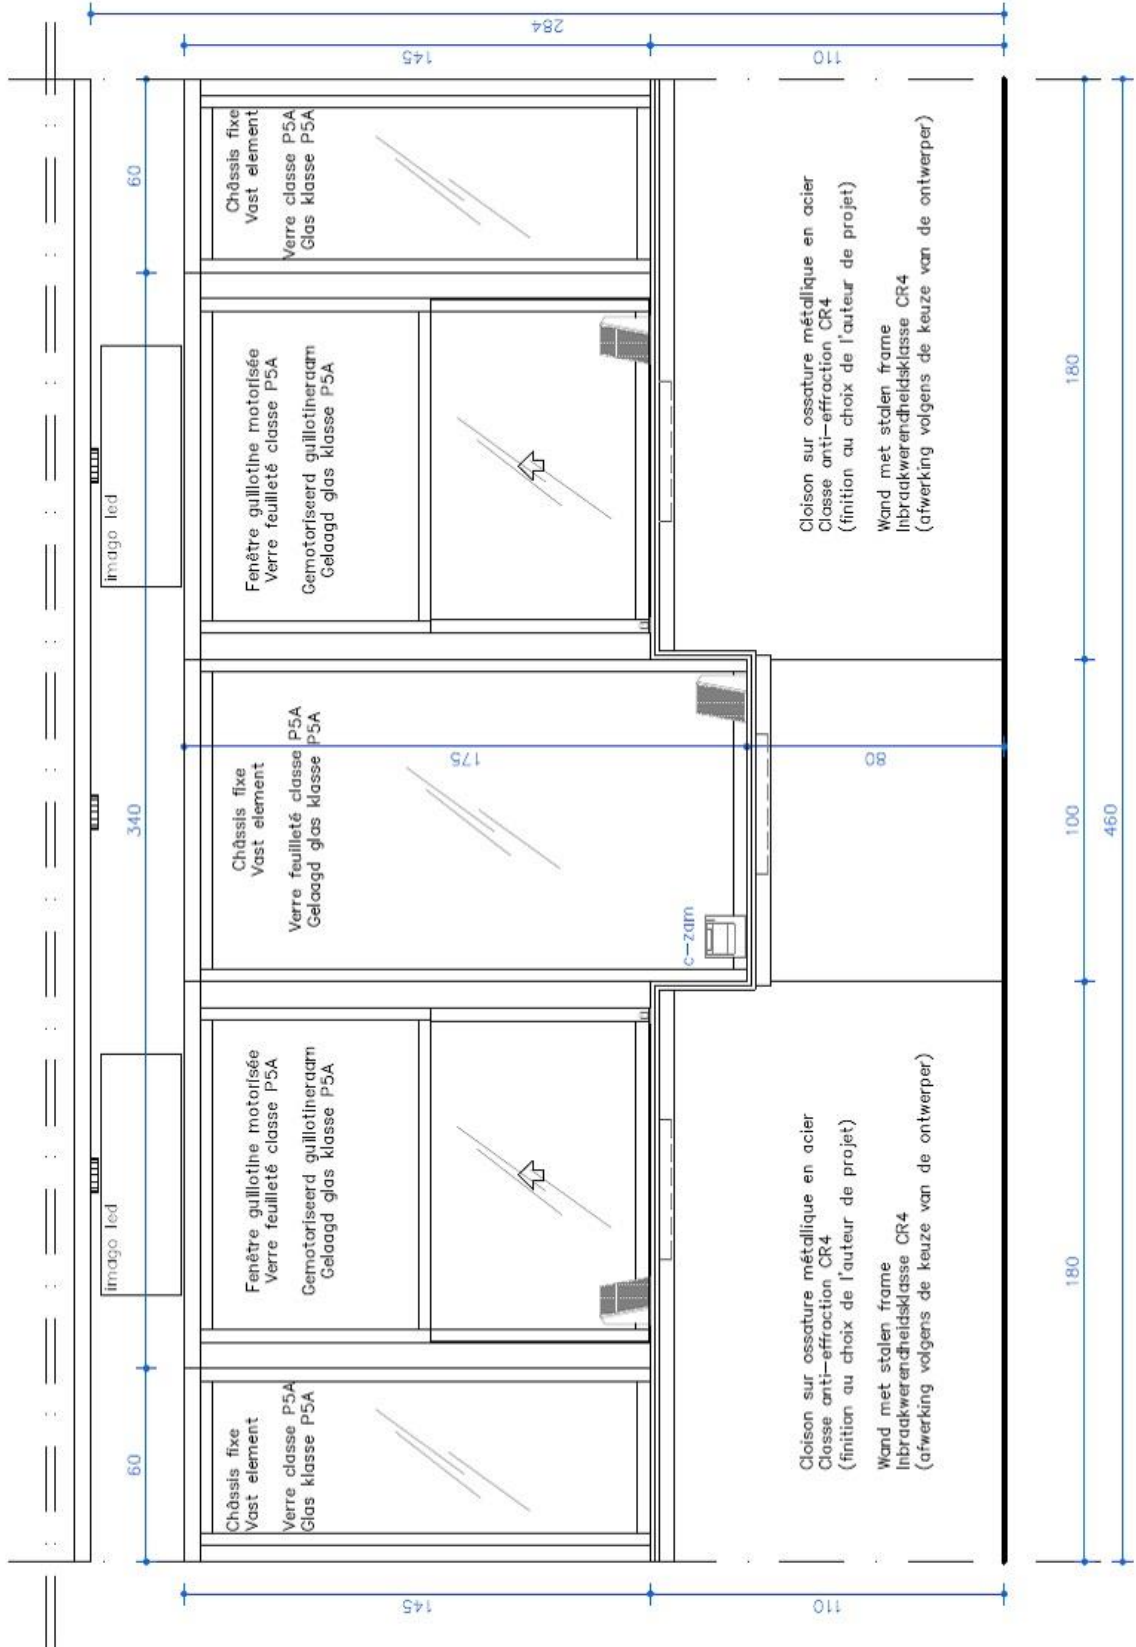 284
145
110
60
340
60
imago led
imago led
Châssis fixe
Vast element
Verre classe P5A
Glas klasse P5A
Fenêtre guillotine motorisée
Verre feuilleté classe P5A
Gemotoriseerd guillotineraam
Gelaagd glas klasse P5A
Châssis fixe
Vast element
Verre feuilleté classe P5A
Gelaagd glas klasse P5A
175
80
c-zam
Fenêtre guillotine motorisée
Verre feuilleté classe P5A
Gemotoriseerd guillotineraam
Gelaagd glas klasse P5A
Châssis fixe
Vast element
Verre classe P5A
Glas klasse P5A
145
110
Cloison sur ossature métallique en acier
Classe anti-effraction CR4
(finition au choix de l'auteur de projet)
Wand met stalen frame
Inbraakwerendheidsklasse CR4
(afwerking volgens de keuze van de ontwerper)
Cloison sur ossature métallique en acier
Classe anti-effraction CR4
(finition au choix de l'auteur de projet)
Wand met stalen frame
Inbraakwerendheidsklasse CR4
(afwerking volgens de keuze van de ontwerper)
180
100
180
460